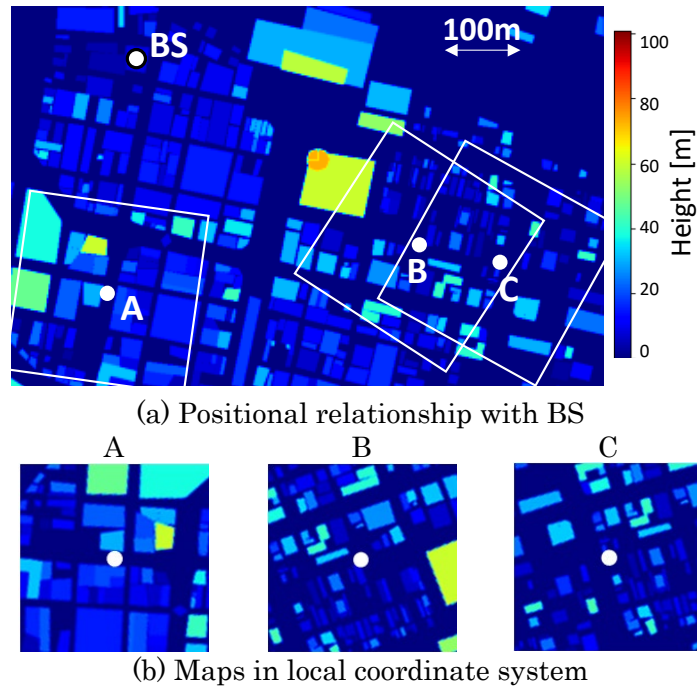 BS
100m
100
80
60
40
20
0
Height [m]
A
B
C
(a) Positional relationship with BS
A B C
(b) Maps in local coordinate system